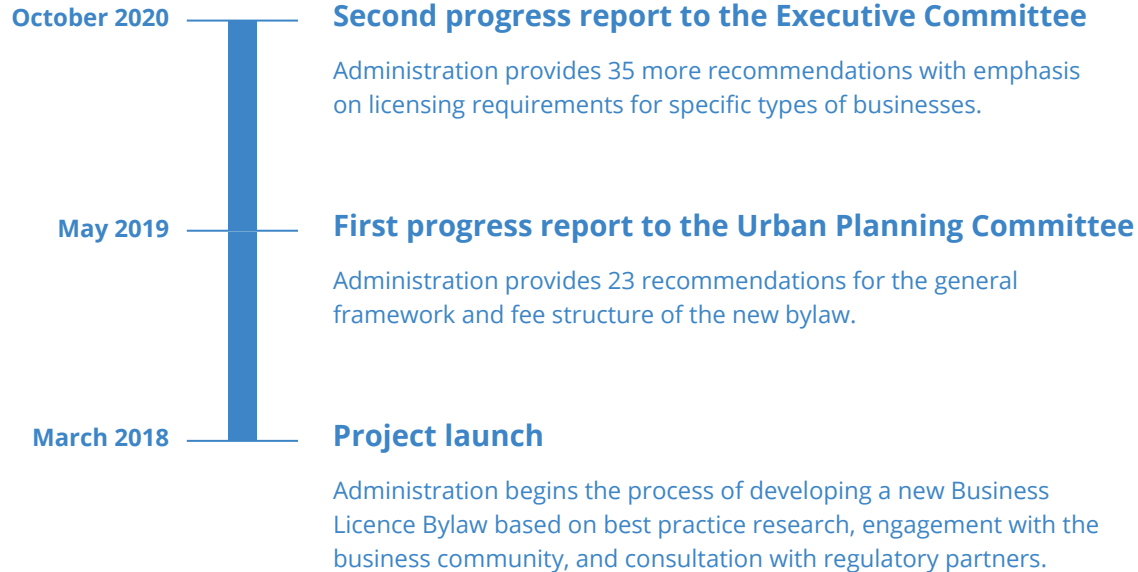 October 2020
Second progress report to the Executive Committee
Administration provides 35 more recommendations with emphasis
on licensing requirements for specific types of businesses.
May 2019
First progress report to the Urban Planning Committee
Administration provides 23 recommendations for the general
framework and fee structure of the new bylaw.
March 2018
Project launch
Administration begins the process of developing a new Business
Licence Bylaw based on best practice research, engagement with the
business community, and consultation with regulatory partners.